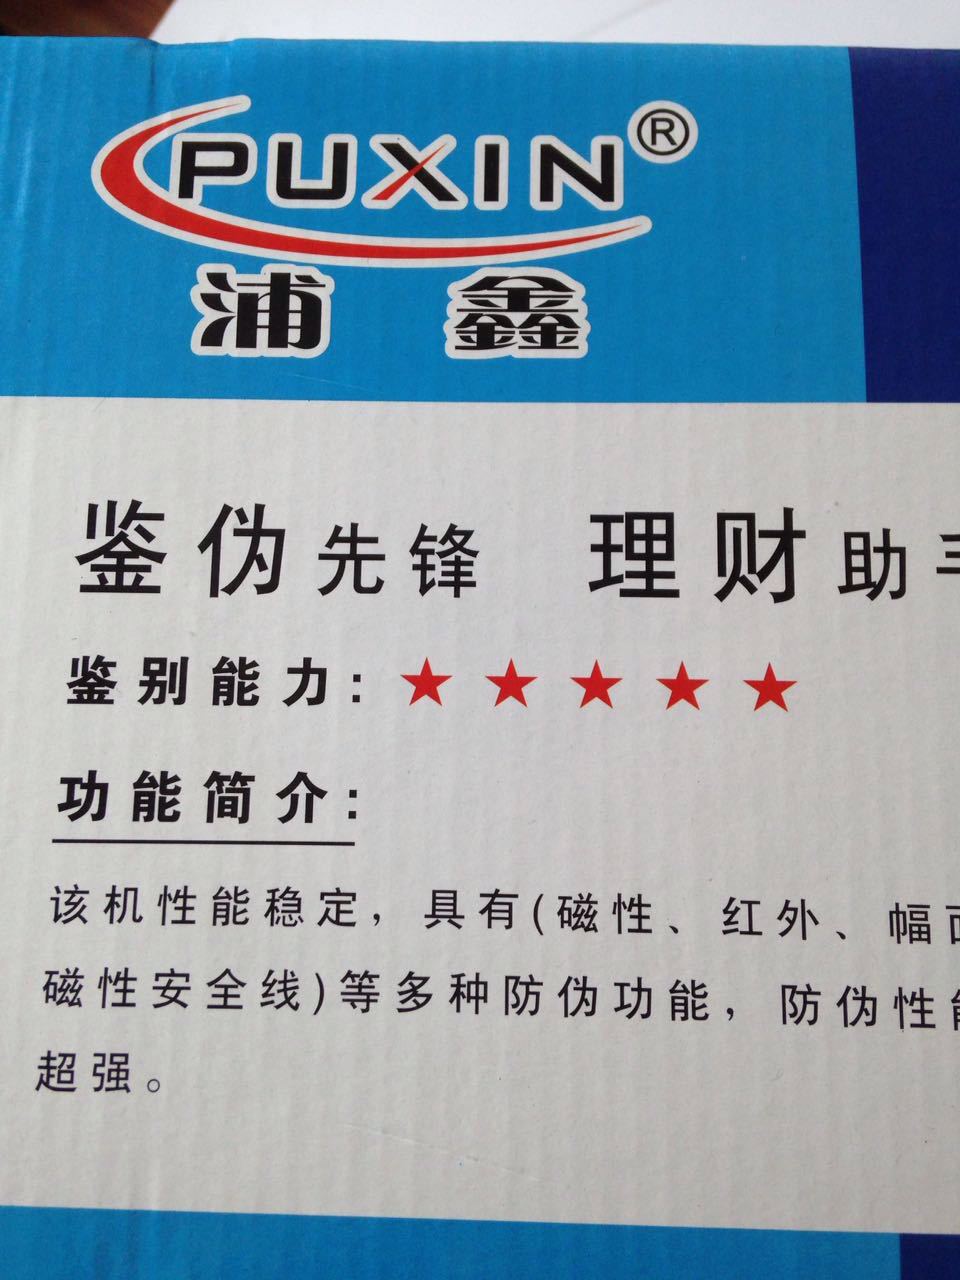 PUXIN®
浦鑫
鉴伪先锋 理财助
鉴别能力：★★★★★
功能简介：
该机性能稳定，具有(磁性、红外、幅
磁性安全线)等多种防伪功能，防伪性能
超强。